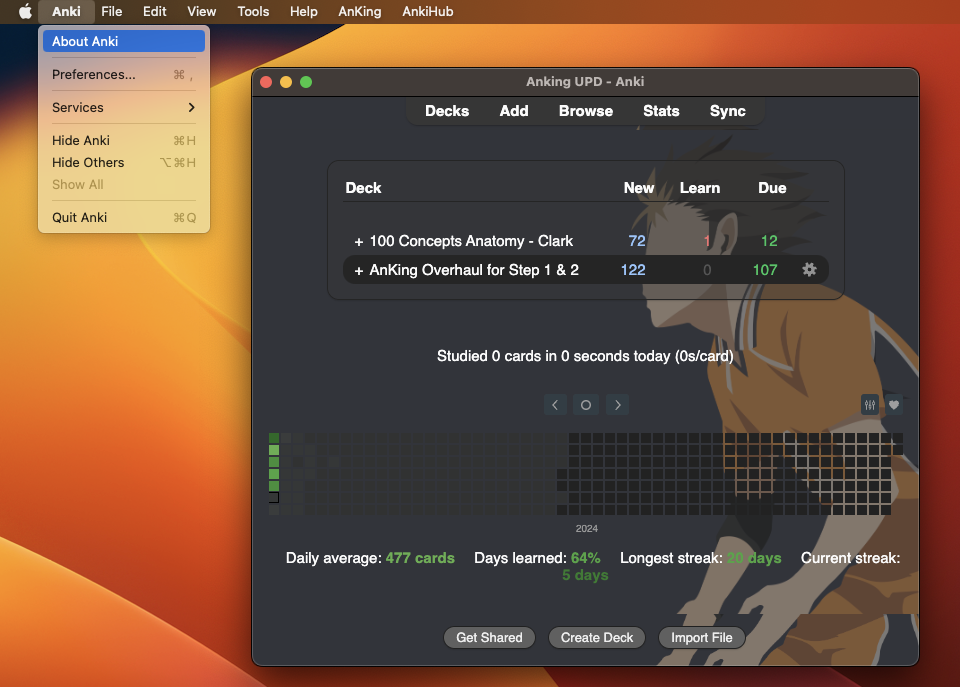 Anki File Edit View Tools Help AnKing AnkiHub
About Anki
Preferences... ⌘ ,
Services
Hide Anki ⌘H
Hide Others ⌥⌘H
Show All
Quit Anki ⌘Q
Anking UPD - Anki
Decks Add Browse Stats Sync
Deck New Learn Due
+ 100 Concepts Anatomy - Clark 72 1 12
+ AnKing Overhaul for Step 1 & 2 122 0 107
Studied 0 cards in 0 seconds today (0s/card)
2024
Daily average: 477 cards Days learned: 64% Longest streak: 20 days Current streak:
5 days
Get Shared Create Deck Import File